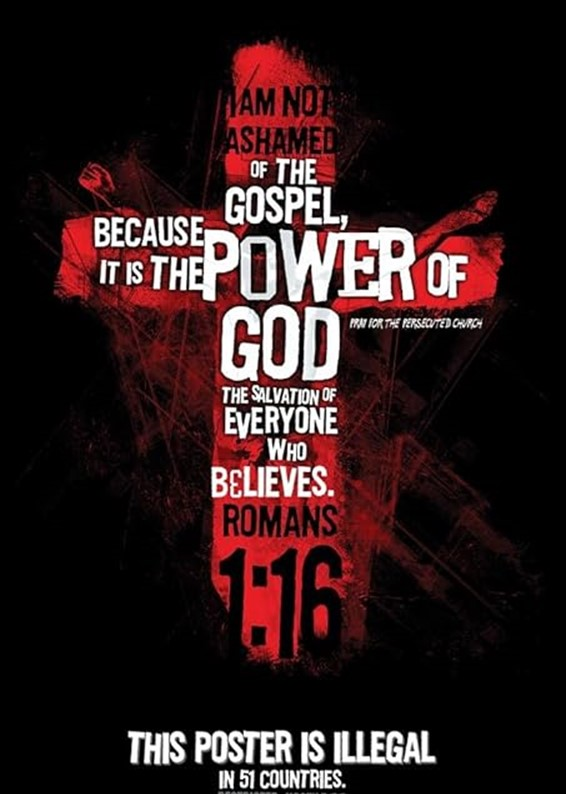 I AM NOT
ASHAMED
OF THE
GOSPEL,
BECAUSE
IT IS THE POWER OF
GOD
PRAY FOR THE PERSECUTED CHURCH
THE SALVATION OF
EVERYONE
WHO
BELIEVES.
ROMANS
1:16
THIS POSTER IS ILLEGAL
IN 51 COUNTRIES.